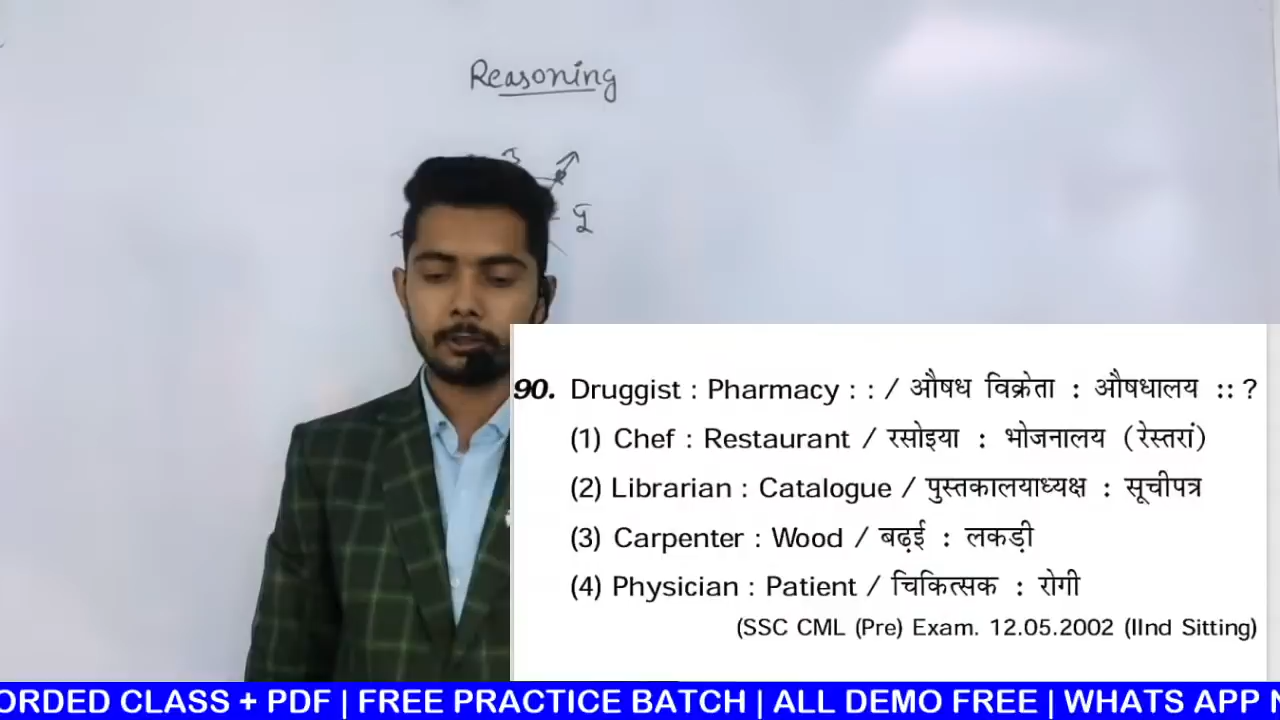 Reasoning
90. Druggist : Pharmacy : : / औषध विक्रेता : औषधालय :: ?
(1) Chef : Restaurant / रसोइया : भोजनालय (रेस्तरां)
(2) Librarian : Catalogue / पुस्तकालयाध्यक्ष : सूचीपत्र
(3) Carpenter : Wood / बढ़ई : लकड़ी
(4) Physician : Patient / चिकित्सक : रोगी
(SSC CML (Pre) Exam. 12.05.2002 (IInd Sitting)
ORDED CLASS + PDF | FREE PRACTICE BATCH | ALL DEMO FREE | WHATS APP N